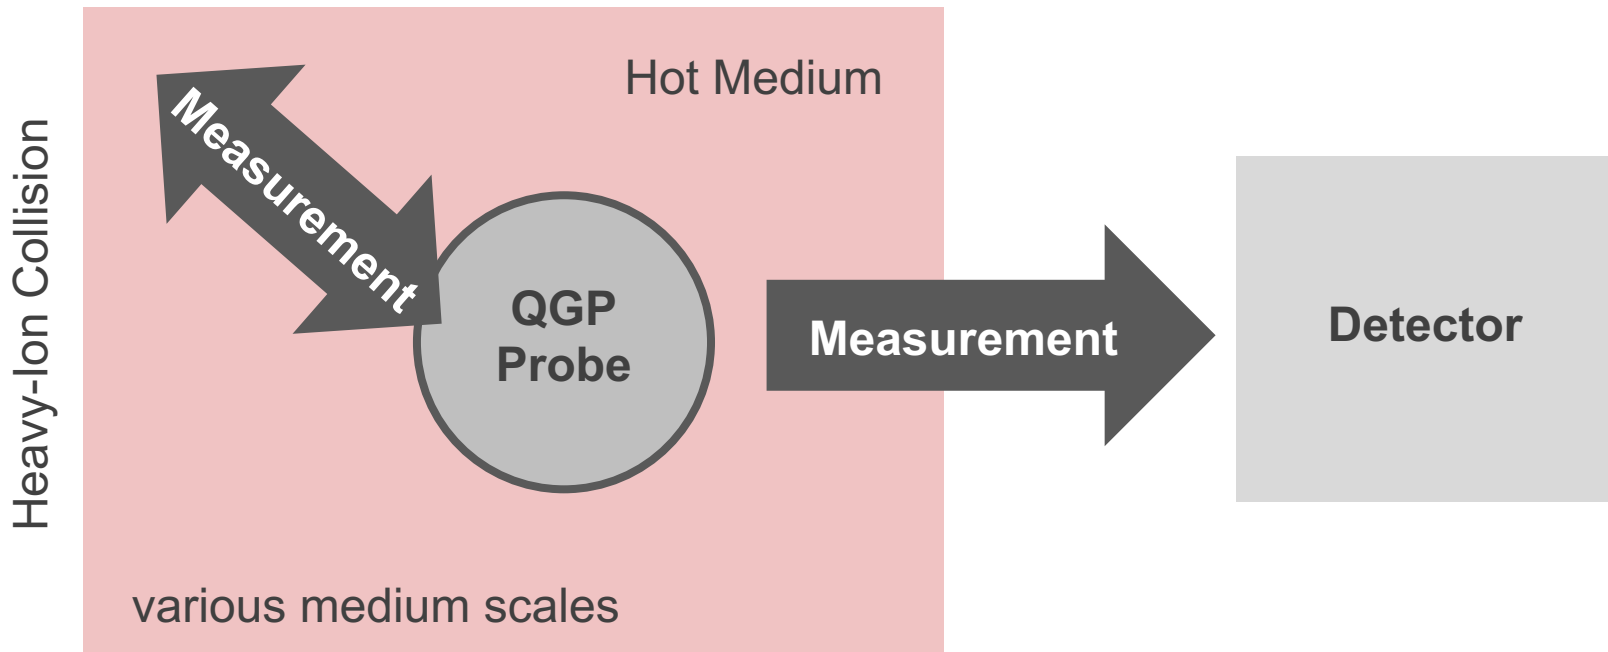 Heavy-Ion Collision
Hot Medium
Measurement
QGP
Probe
Measurement
Detector
various medium scales